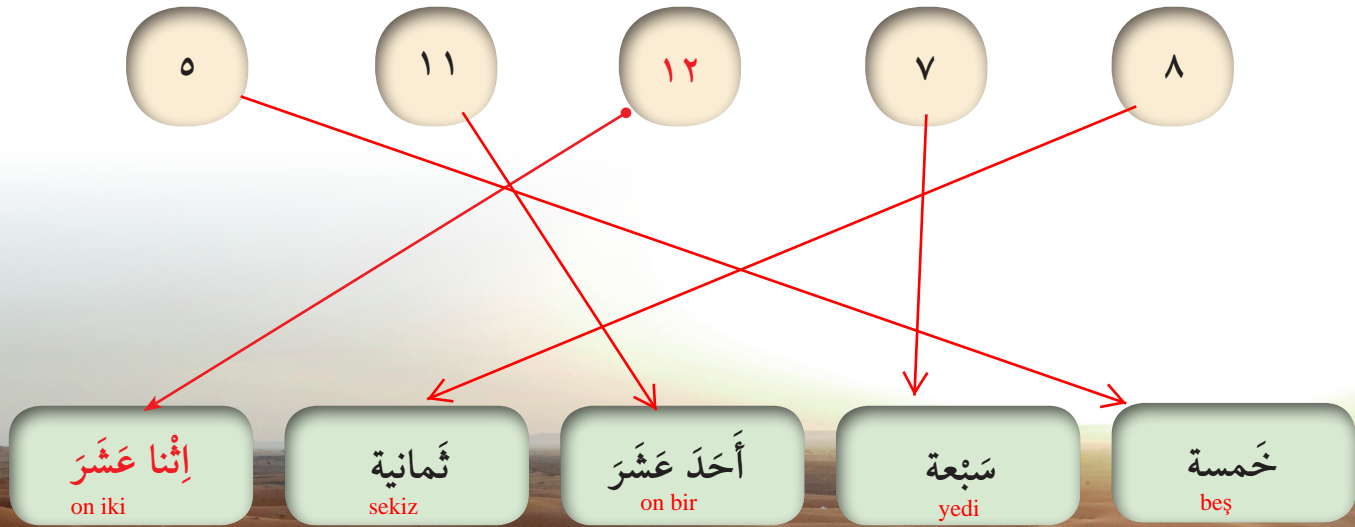 ٥
١١
١٢
٧
٨
اِثْنا عَشَرَ
on iki
ثَمانية
sekiz
أَحَدَ عَشَرَ
on bir
سَبْعة
yedi
خَمسة
beş